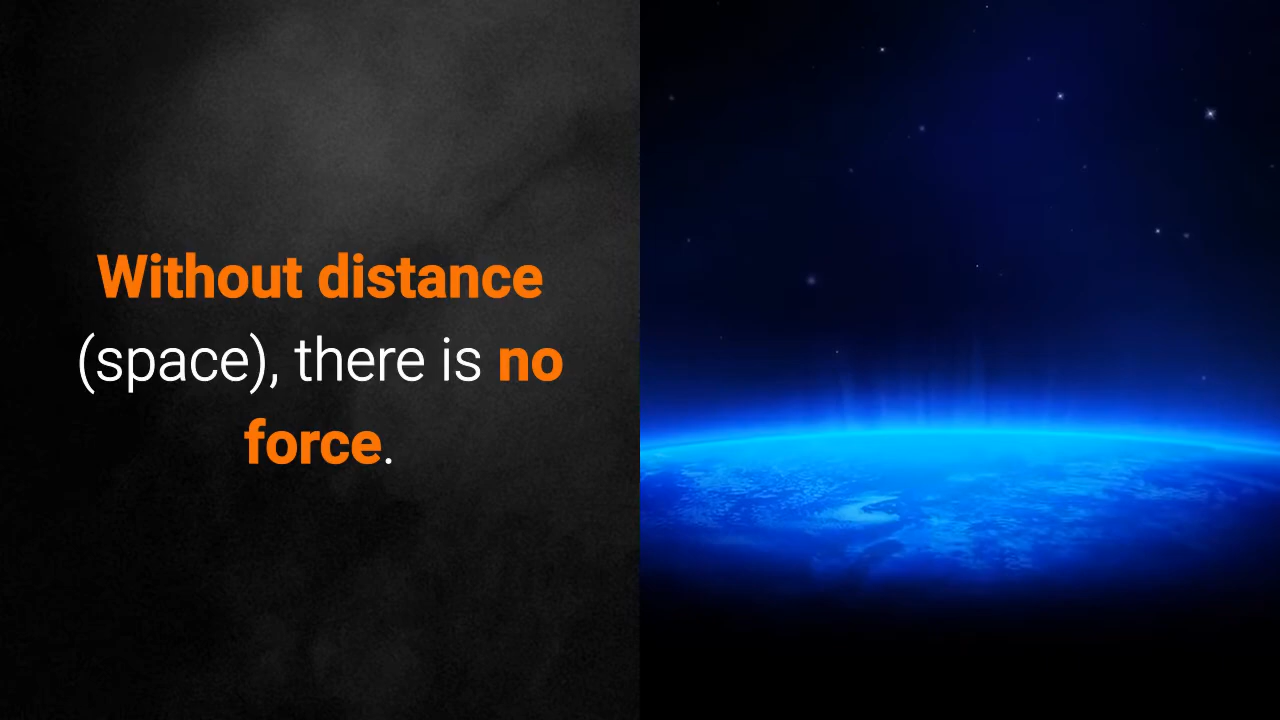 Without distance
(space), there is no
force.